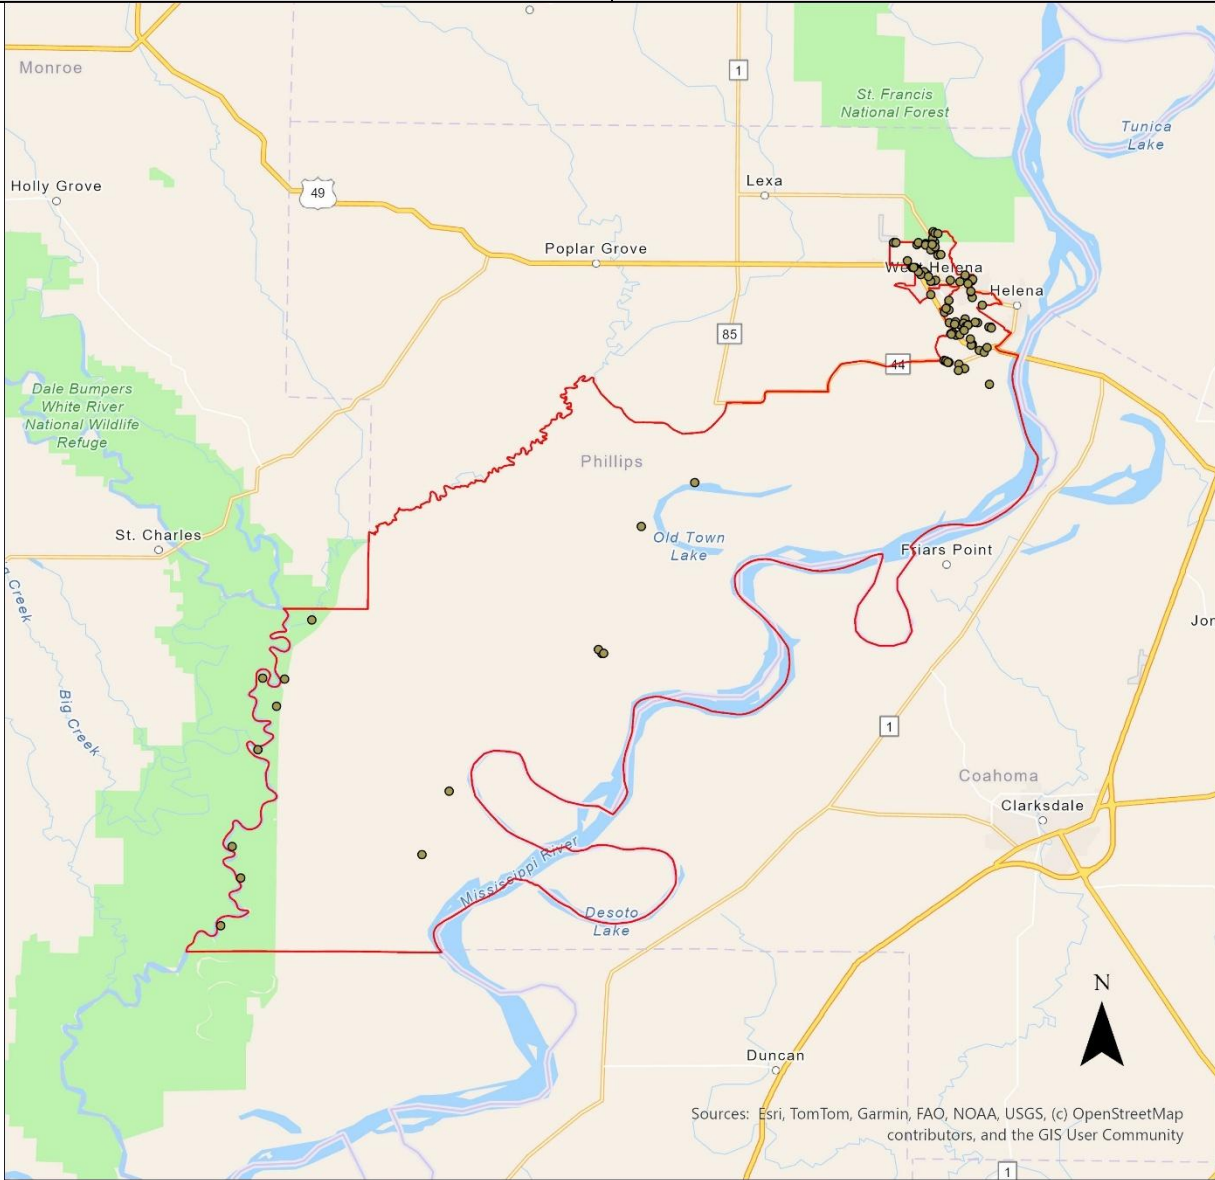 Monroe
1
St. Francis
National Forest
Tunica
Lake
Holly Grove
49
Lexa
Poplar Grove
West Helena
Helena
85
44
Dale Bumpers
White River
National Wildlife
Refuge
Phillips
St. Charles
Old Town
Lake
Friars Point
Creek
Big Creek
1
Coahoma
Clarksdale
Mississippi River
Desoto
Lake
N
Duncan
Sources: Esri, TomTom, Garmin, FAO, NOAA, USGS, (c) OpenStreetMap
contributors, and the GIS User Community
1